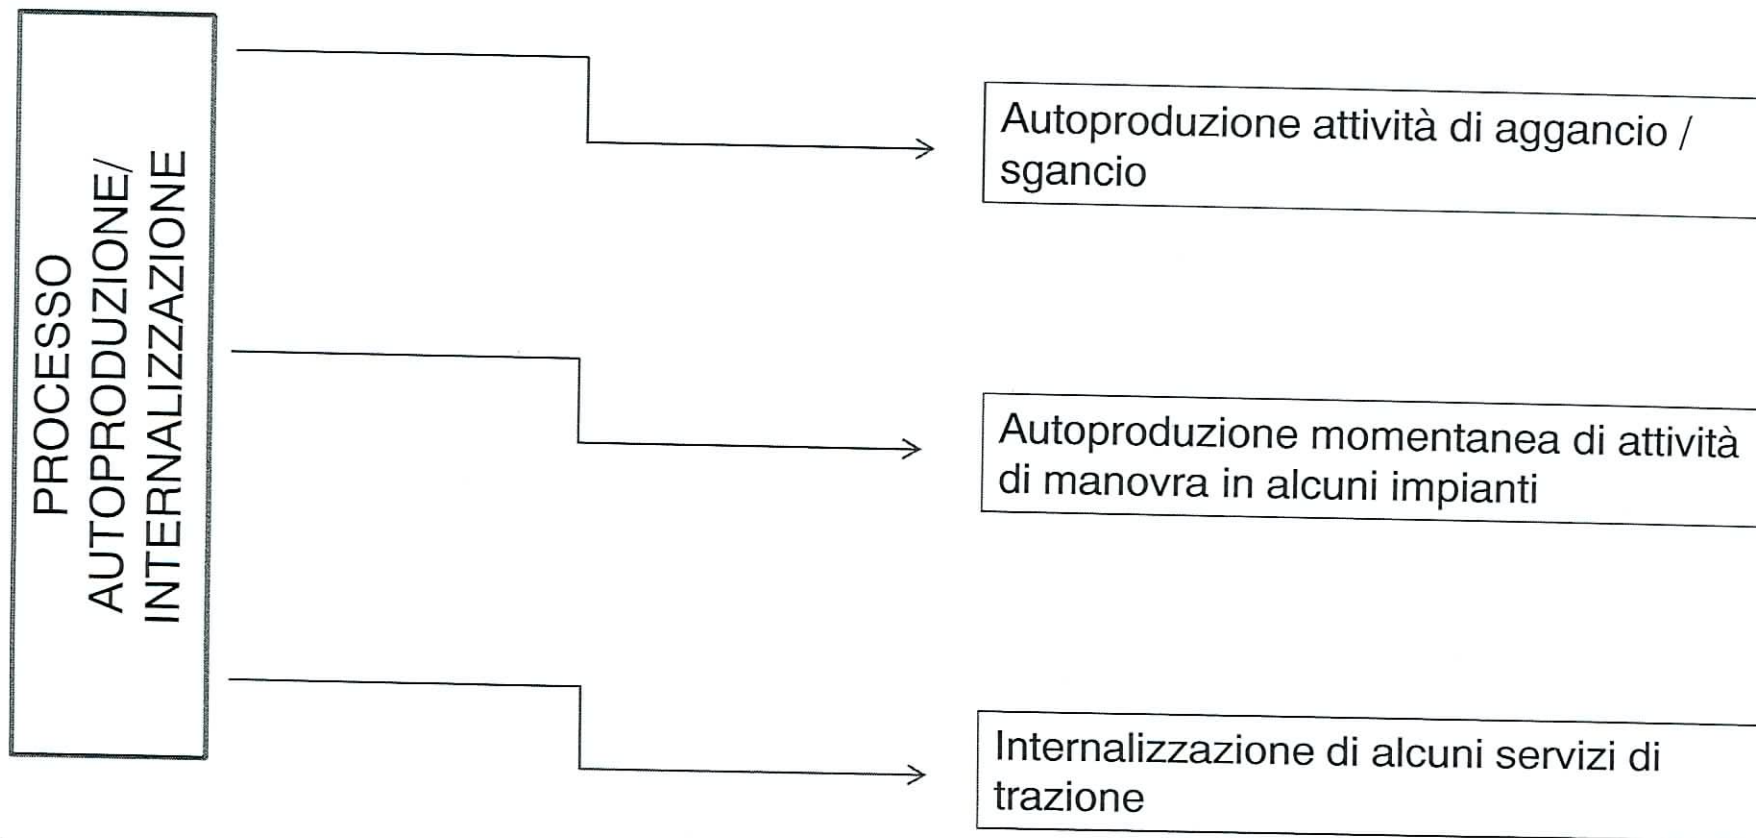 PROCESSO
AUTOPRODUZIONE/
INTERNALIZZAZIONE
Autoproduzione attività di aggancio /
sgancio
Autoproduzione momentanea di attività
di manovra in alcuni impianti
Internalizzazione di alcuni servizi di
trazione